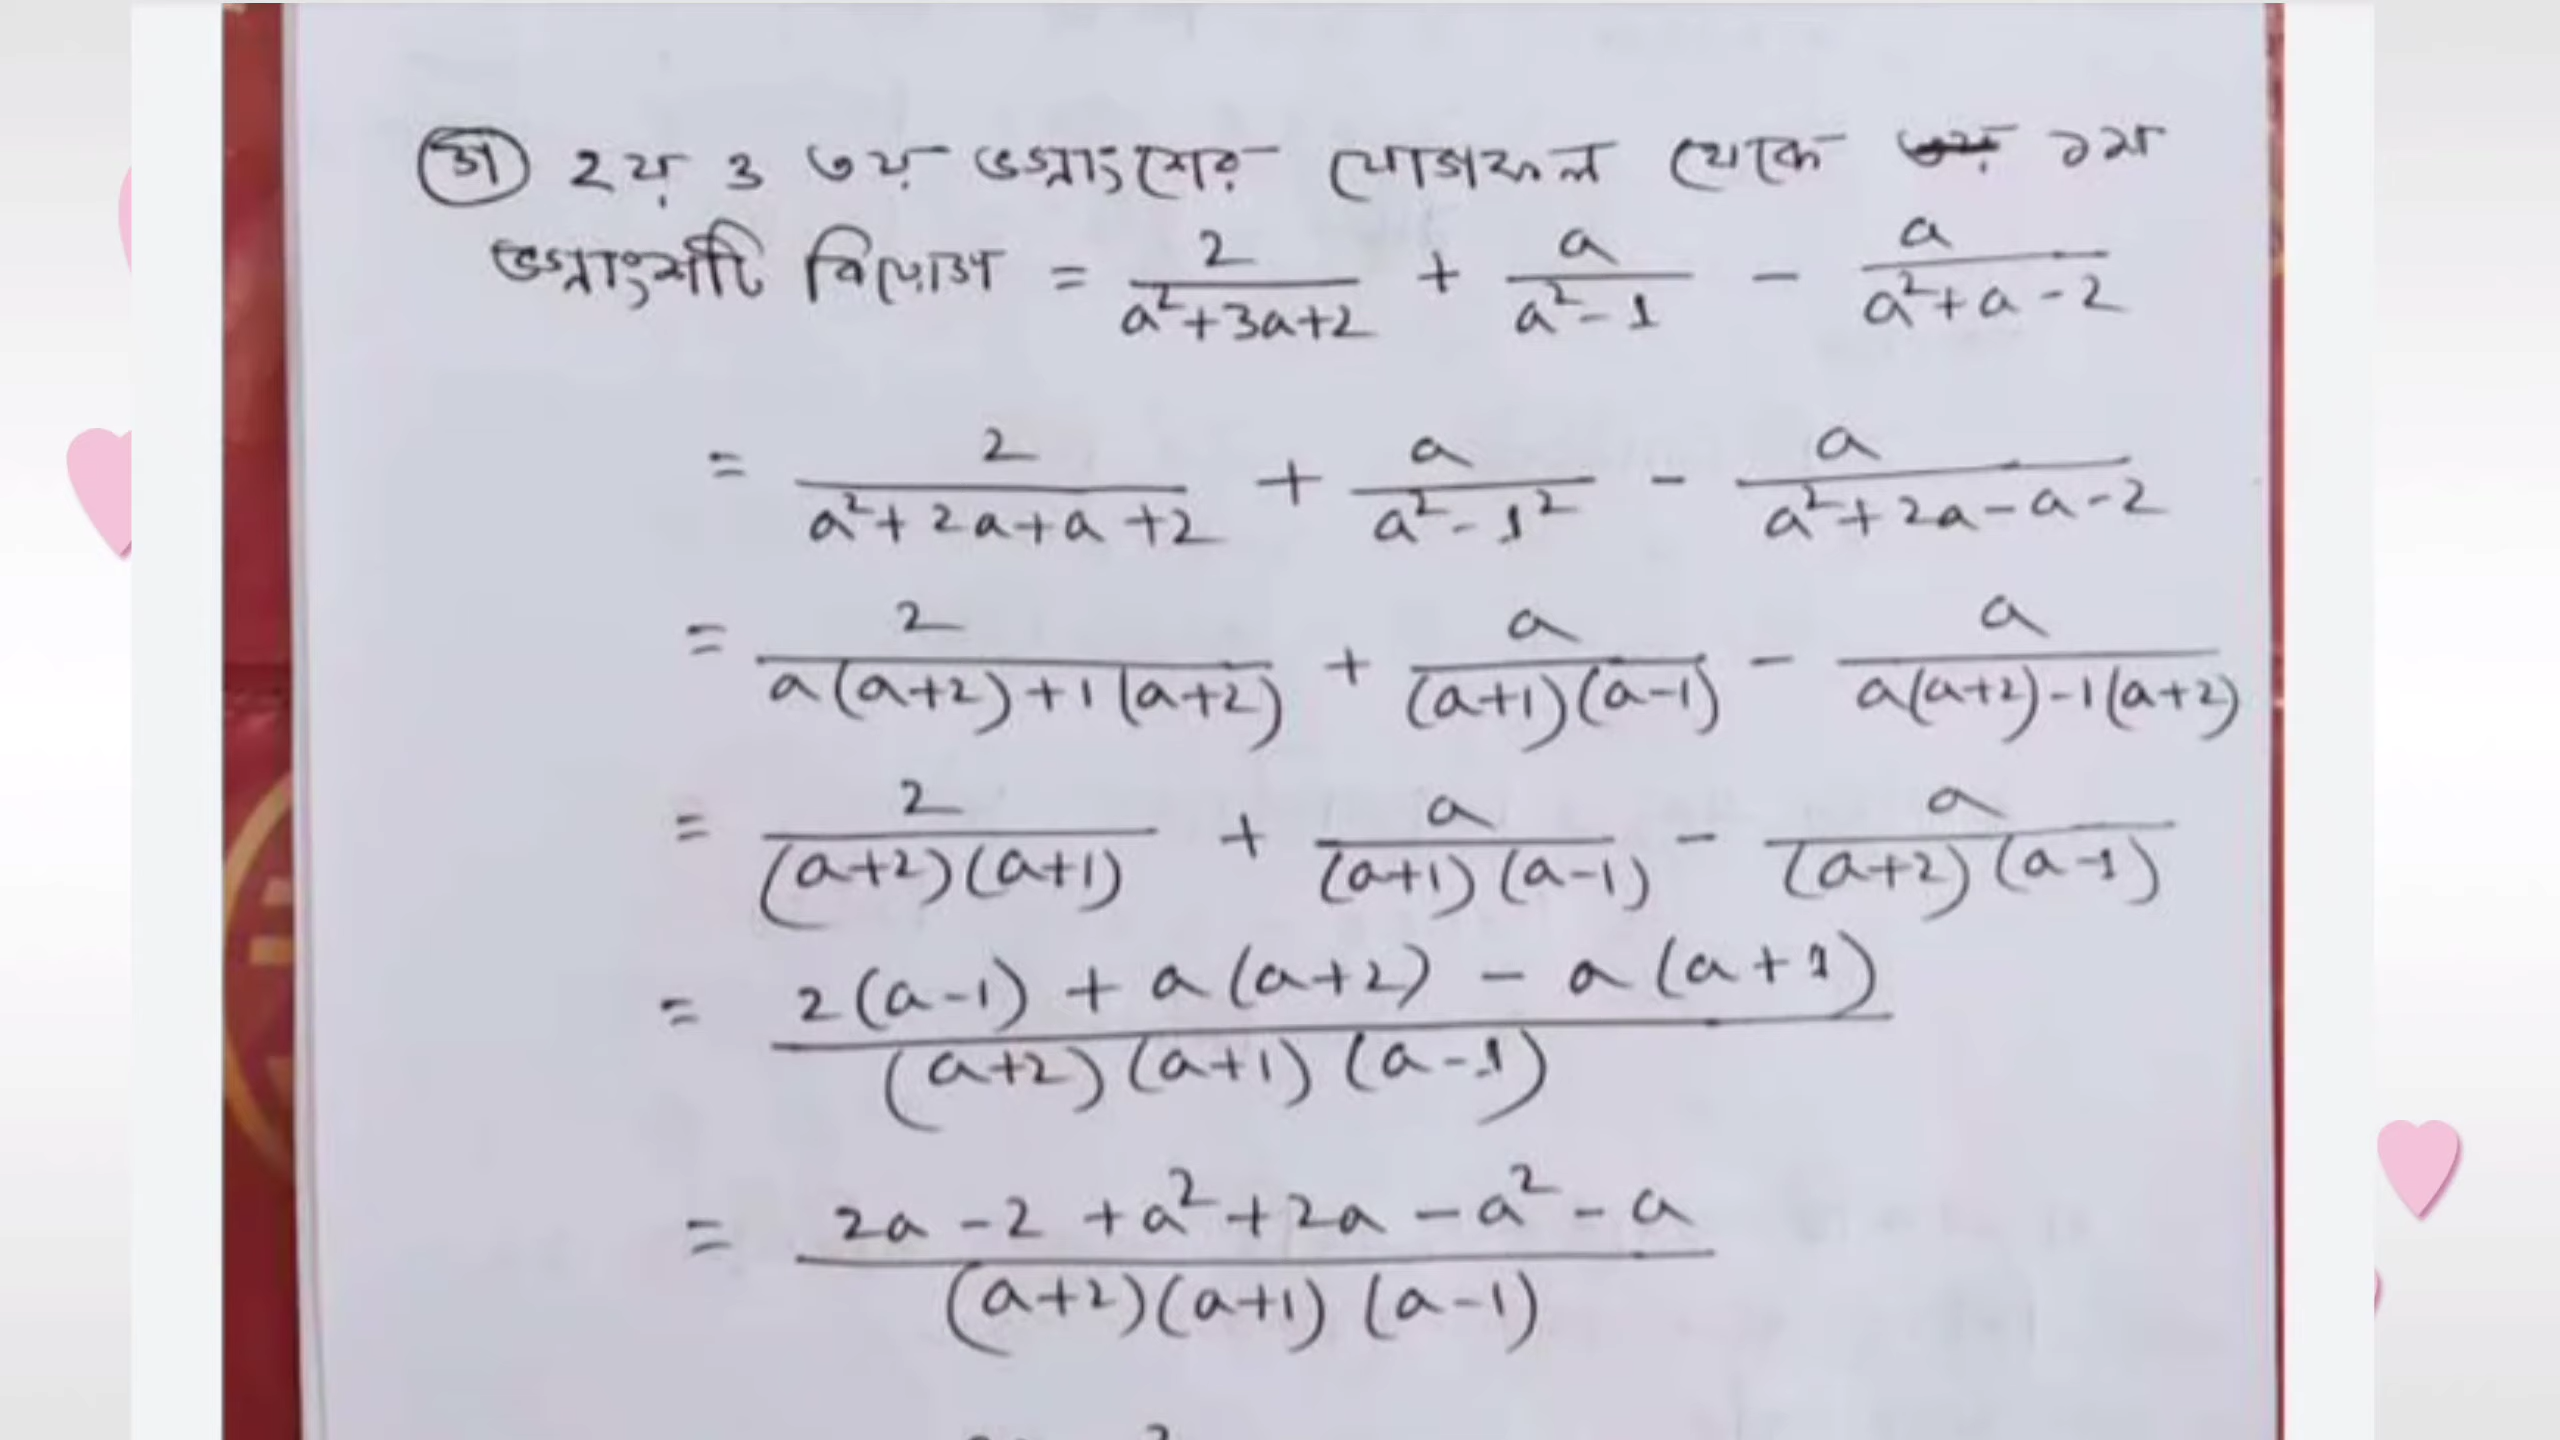 গ ২য় ও ৩য় ভগ্নাংশের যোগফল থেকে ১ম
ভগ্নাংশটি বিয়োগ = 2/(a²+3a+2) + a/(a²-1) - a/(a²+a-2)
= 2/(a²+2a+a+2) + a/(a²-1²) - a/(a²+2a-a-2)
= 2/(a(a+2)+1(a+2)) + a/((a+1)(a-1)) - a/(a(a+2)-1(a+2))
= 2/((a+2)(a+1)) + a/((a+1)(a-1)) - a/((a+2)(a-1))
= (2(a-1)+a(a+2)-a(a+1))/((a+2)(a+1)(a-1))
= (2a-2+a²+2a-a²-a)/((a+2)(a+1)(a-1))